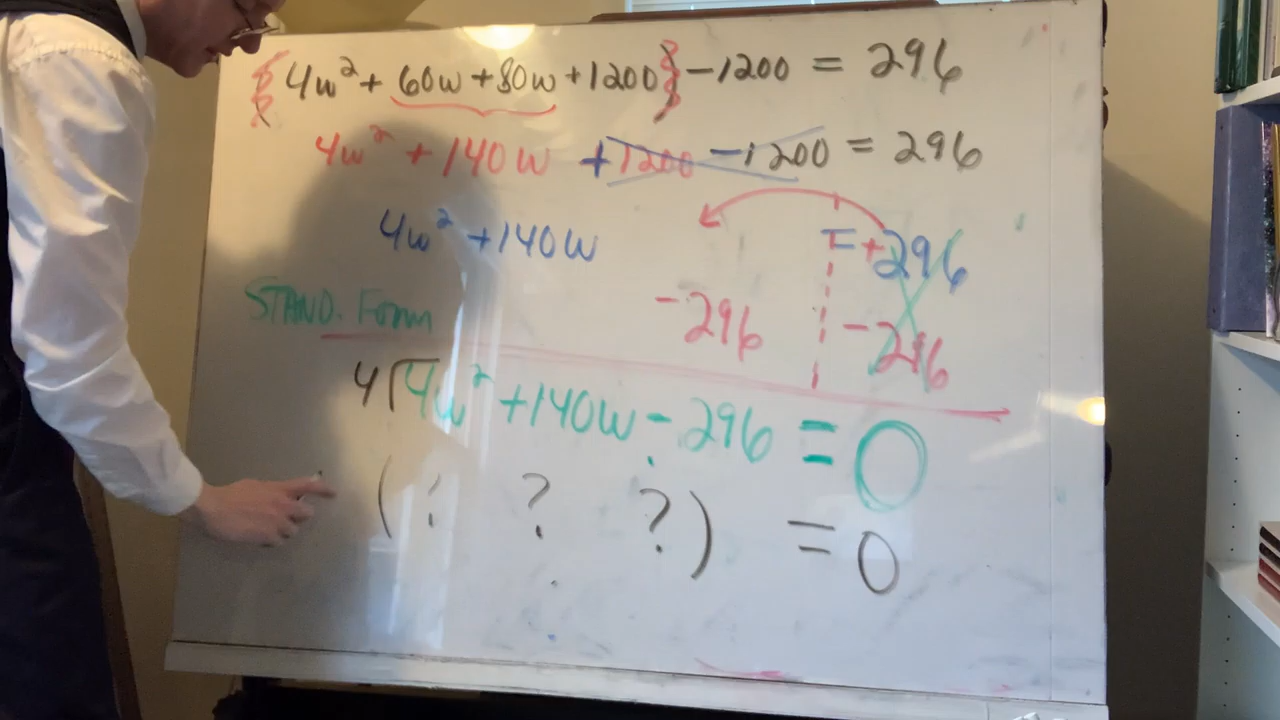 {4w² + 60w + 80w + 1200} - 1200 = 296
4w² + 140w + 1200 - 1200 = 296
4w² + 140w = +296
STAND. Form
-296 -296
4√4w² + 140w - 296 = 0
( ? ? ? ) = 0